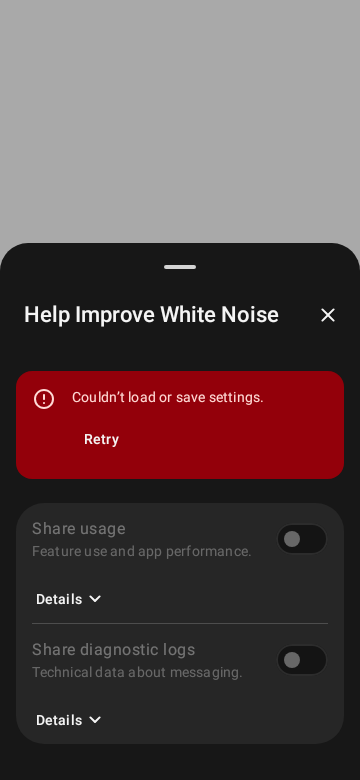 Help Improve White Noise
Couldn't load or save settings.
Retry
Share usage
Feature use and app performance.
Details
Share diagnostic logs
Technical data about messaging.
Details